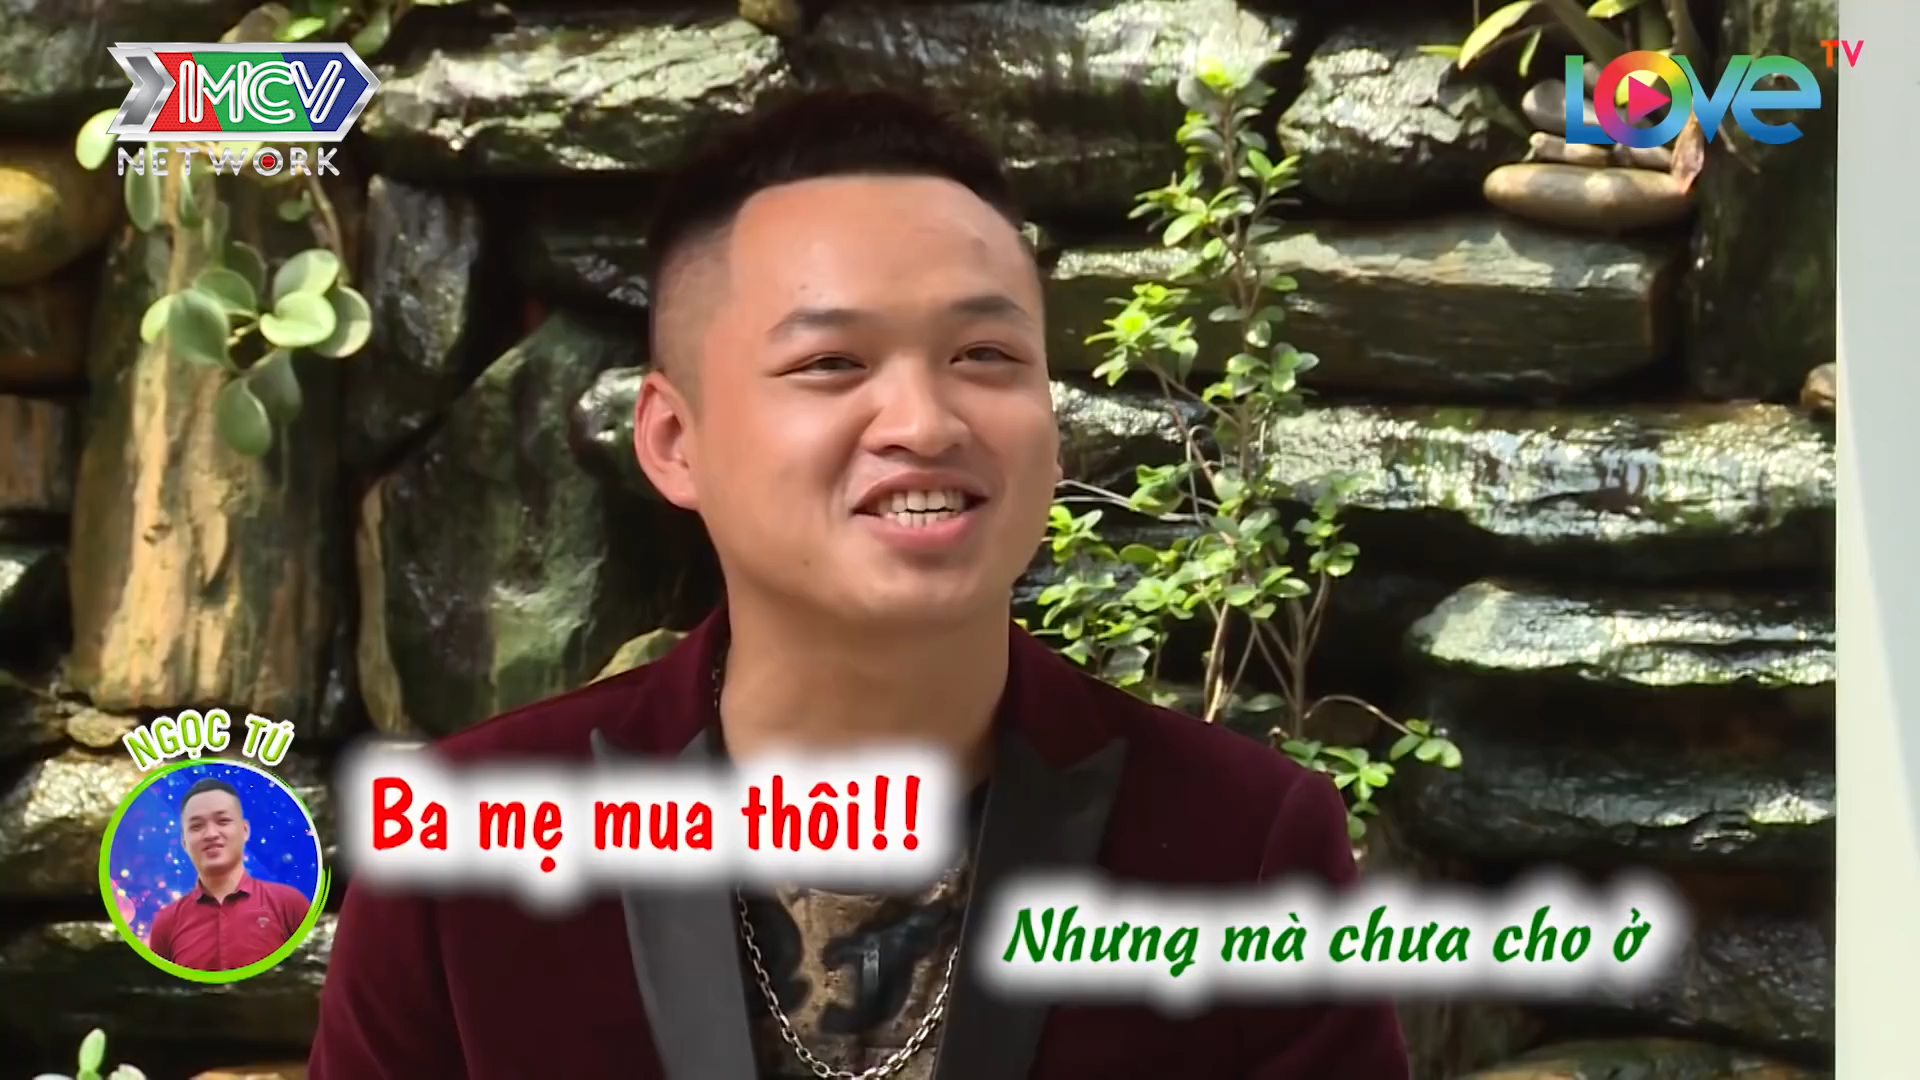 MCV
NETWORK
LOVE TV
NGỌC TÚ
Ba mẹ mua thôi!!
Nhưng mà chưa cho ở